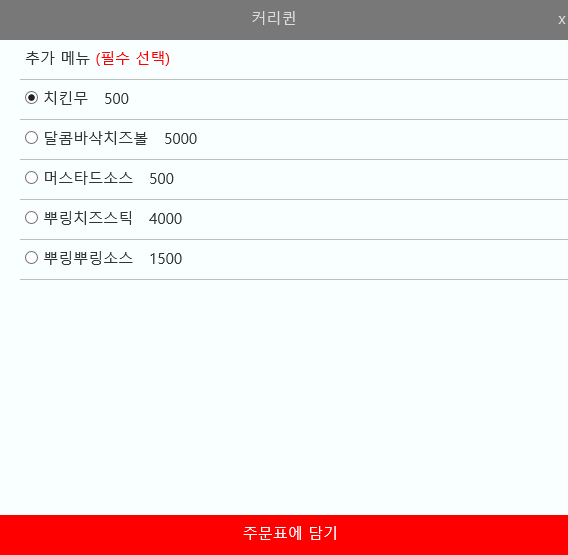 커리퀸 x
추가 메뉴 (필수 선택)
치킨무 500
달콤바삭치즈볼 5000
머스타드소스 500
뿌링치즈스틱 4000
뿌링뿌링소스 1500
주문표에 담기